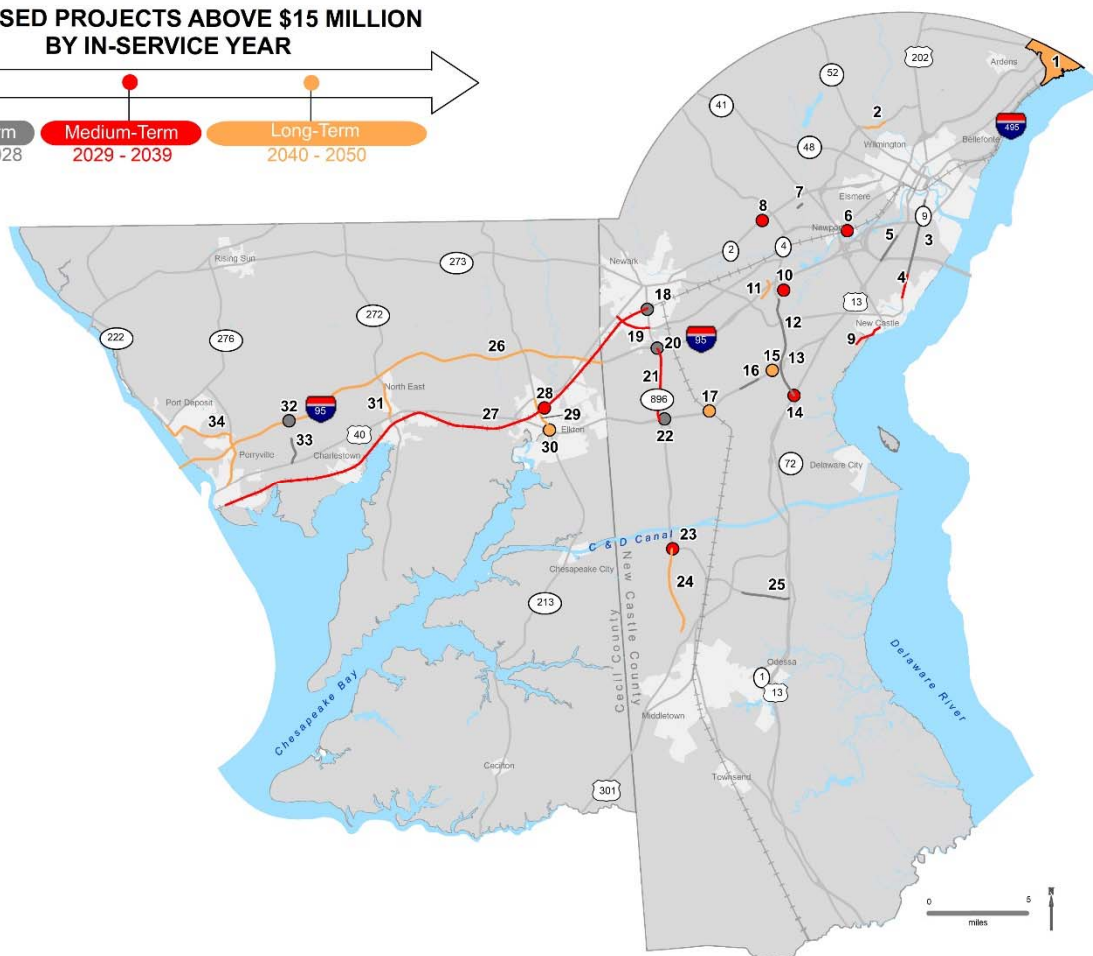 SED PROJECTS ABOVE $15 MILLION
BY IN-SERVICE YEAR
rm
Medium-Term
Long-Term
028
2029 - 2039
2040 - 2050
202
Ardens
1
52
41
2
495
48
Wilmington
Bellefonte
7
Elsmere
8
6
9
Newport
5
3
2
4
Rising Sun
273
Newark
10
4
11
13
272
18
12
New Castle
222
276
19
20
95
9
26
15
13
16
North East
21
Port Deposit
28
896
17
14
32
95
31
27
29
34
33
40
Elkton
22
30
Perryville
Charlestown
72
Delaware City
C & D Canal
23
Chesapeake City
24
25
213
Cecil County
New Castle County
Chesapeake Bay
Odessa
1
13
Delaware River
Middletown
Cecilton
Townsend
301
0
5
miles
N